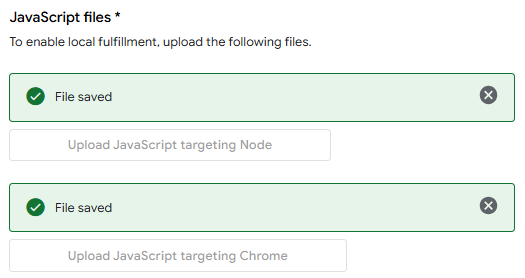 JavaScript files *
To enable local fulfillment, upload the following files.
File saved
Upload JavaScript targeting Node
File saved
Upload JavaScript targeting Chrome